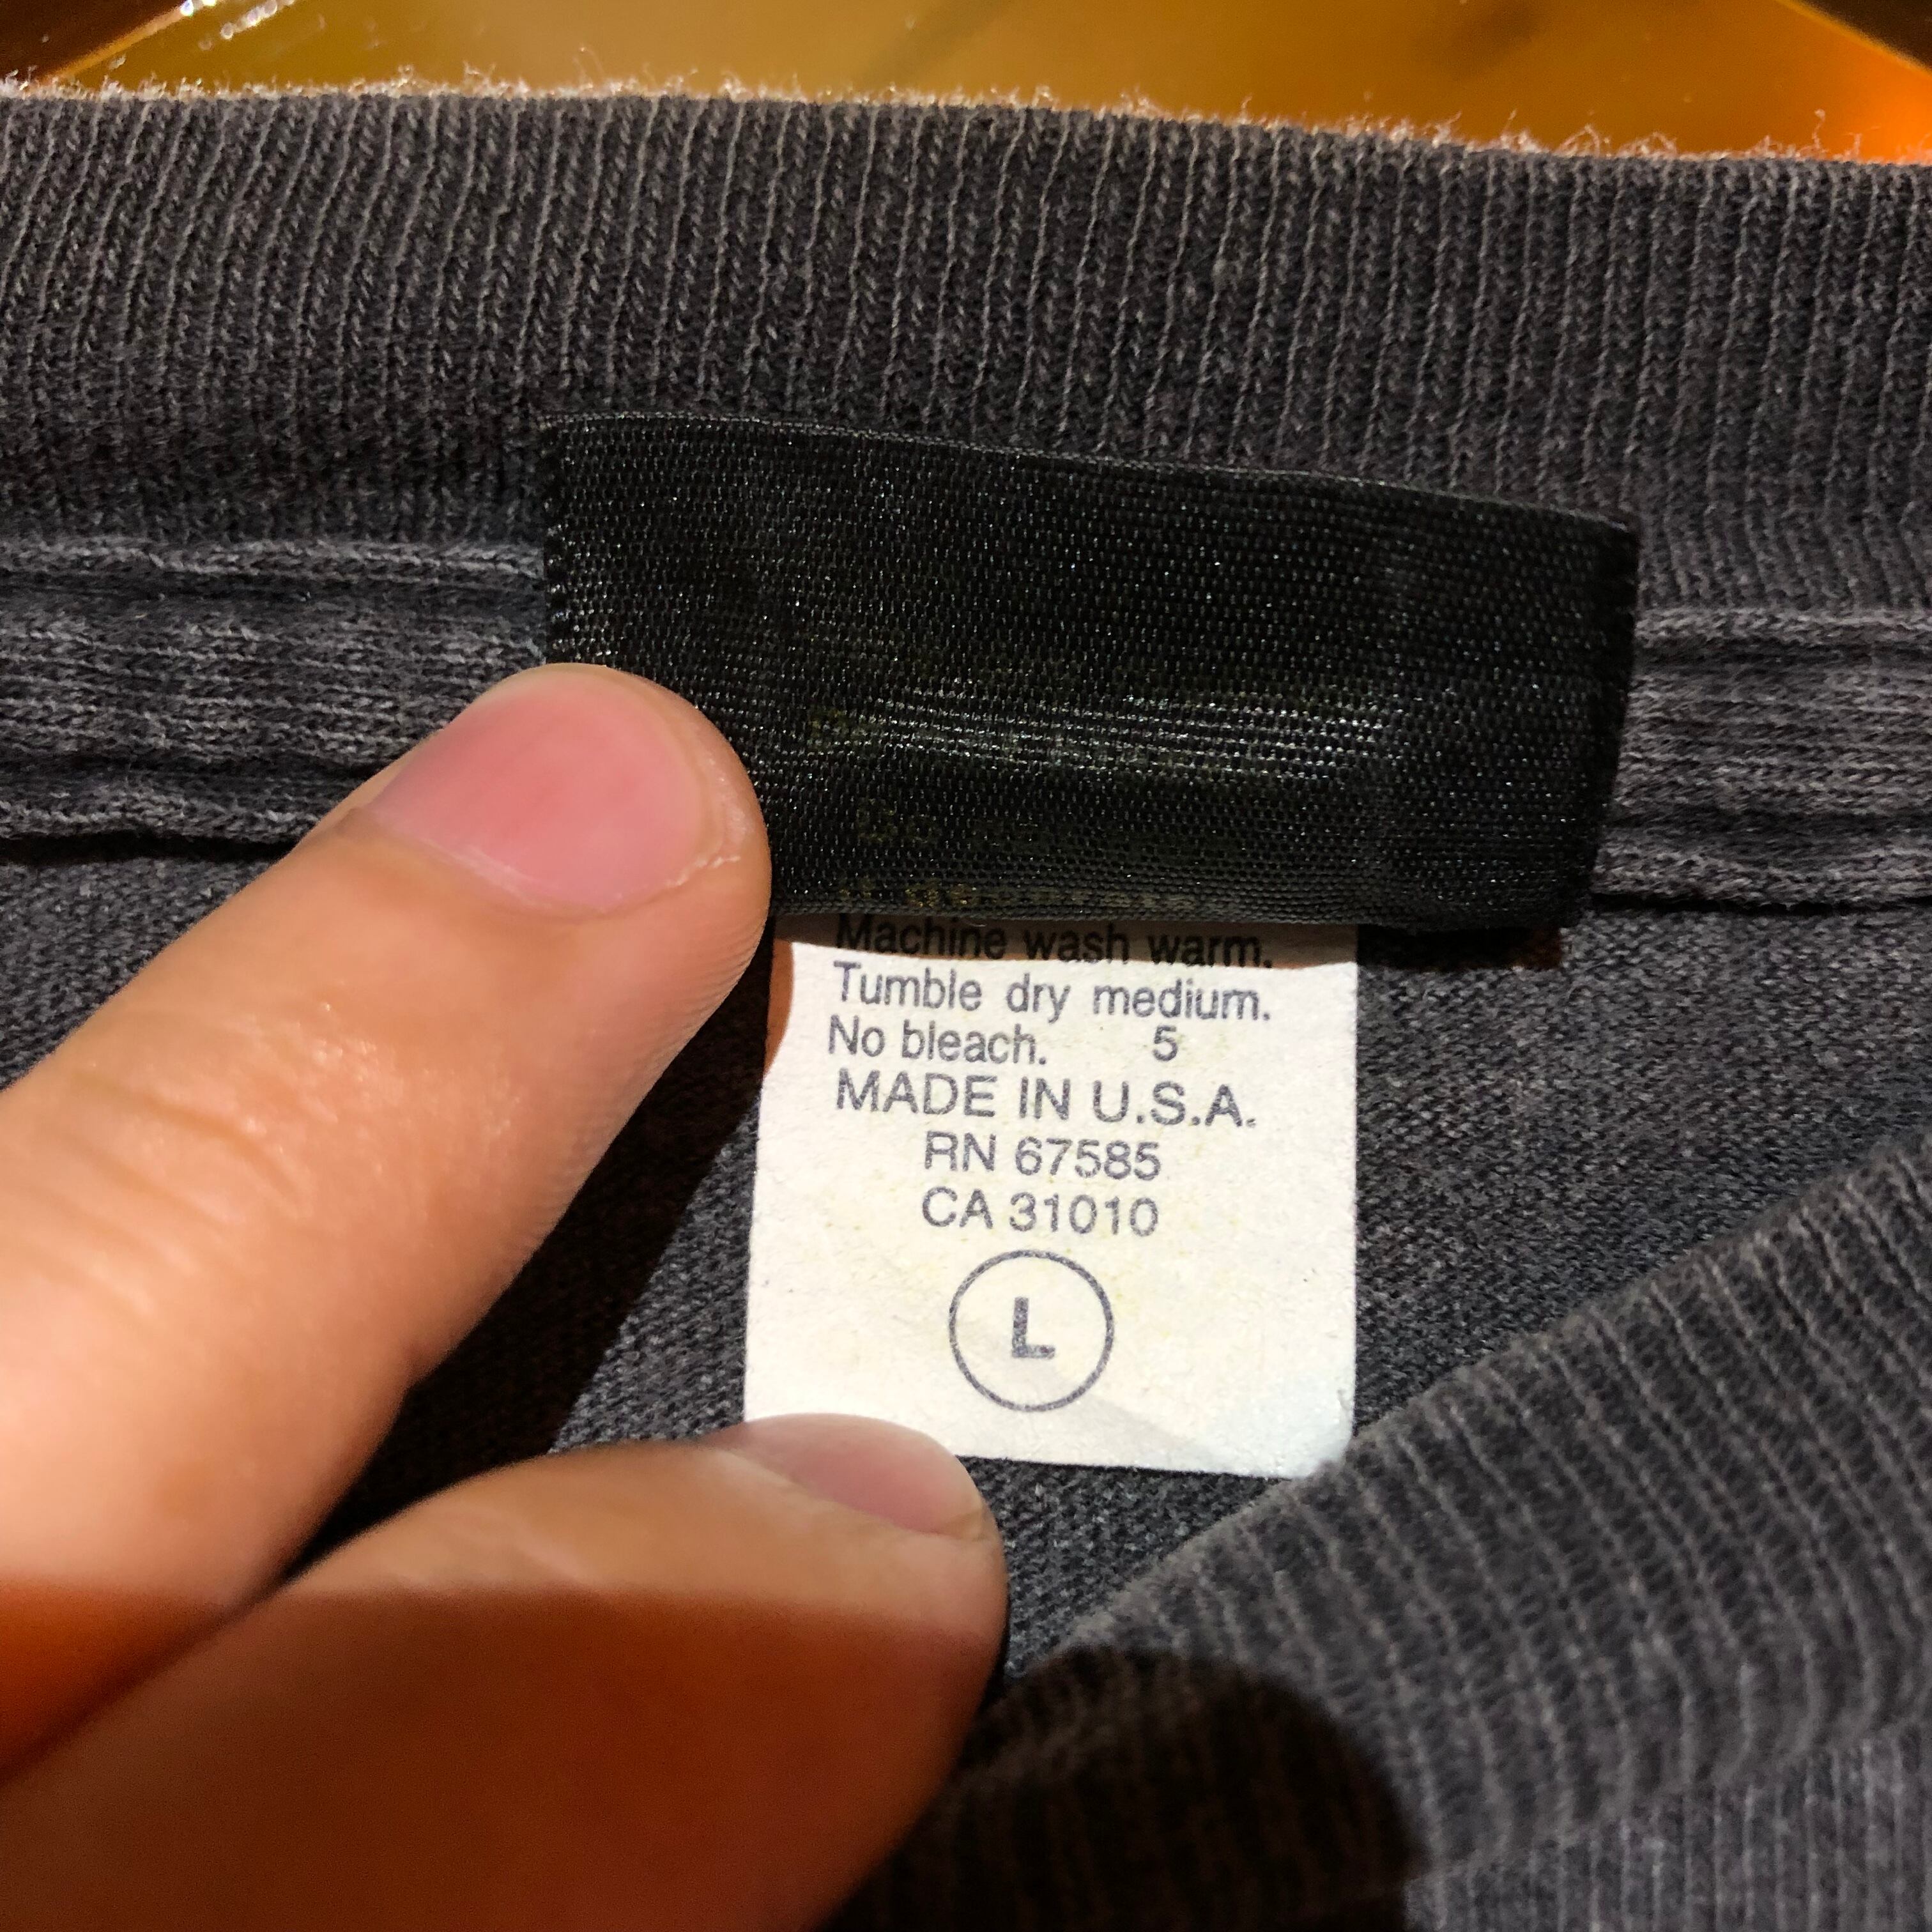 Machine wash warm.
Tumble dry medium.
No bleach. 5
MADE IN U.S.A.
RN 67585
CA 31010
L